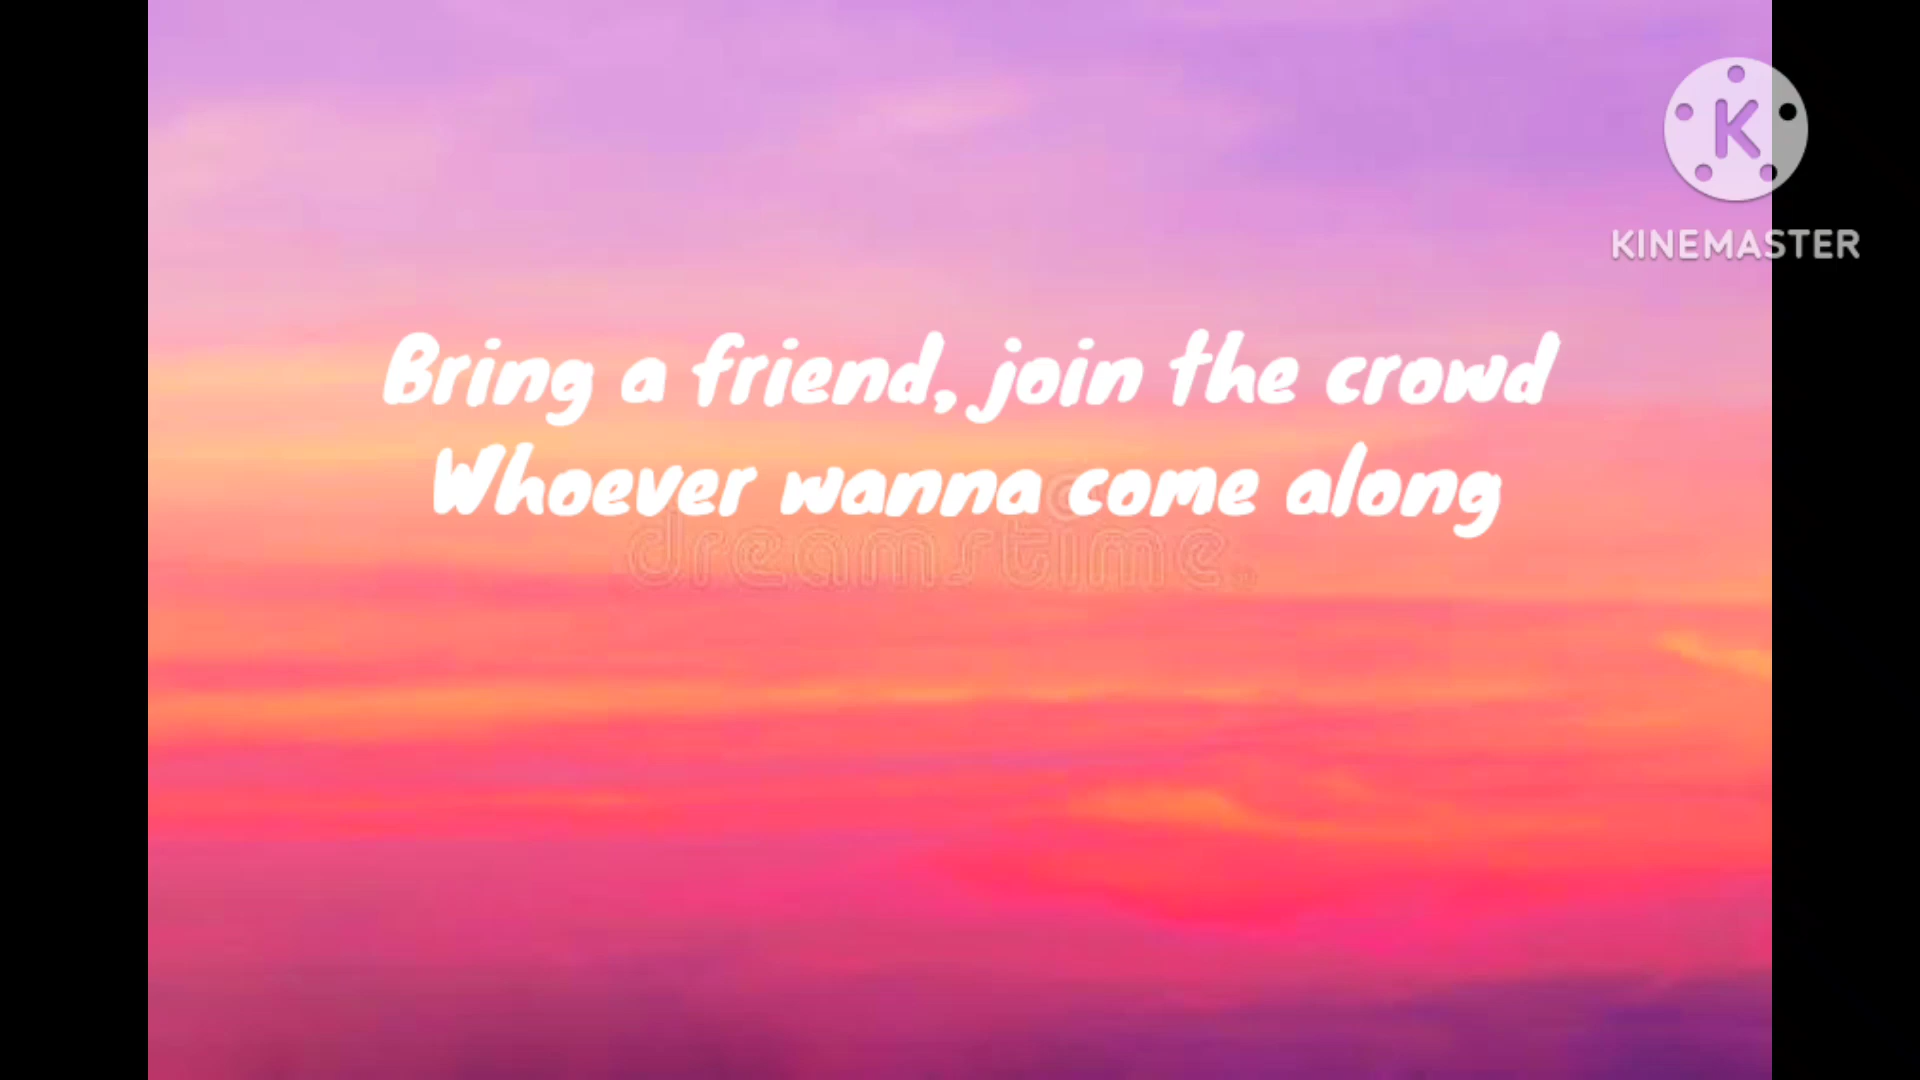 K
KINEMASTER
Bring a friend, join the crowd
Whoever wanna come along
dreamstime